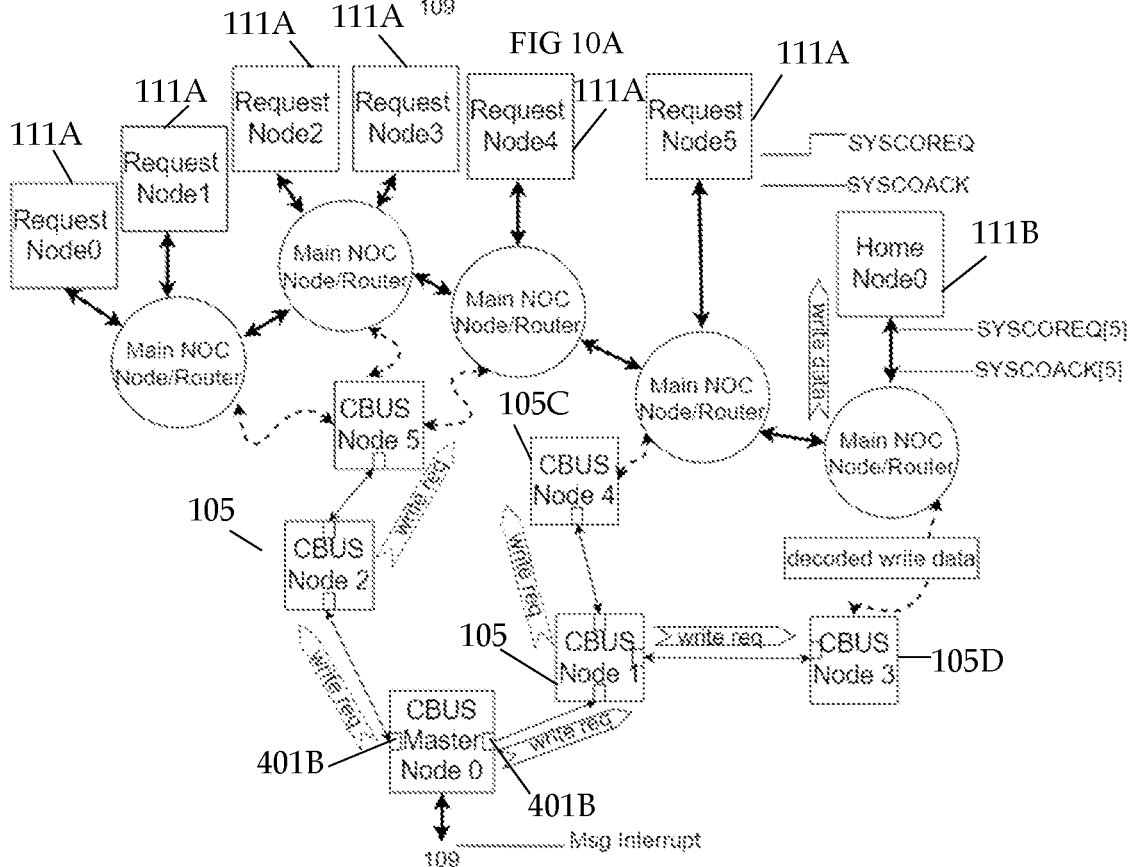 109
111A
111A
FIG 10A
111A
111A
111A
111A
Request
Node2
Request
Node3
Request
Node4
Request
Node5
SYSCOREQ
SYSCOACK
Request
Node1
Request
Node0
Home
Node0
111B
Main NOC
Node/Router
Main NOC
Node/Router
Main NOC
Node/Router
Main NOC
Node/Router
Main NOC
Node/Router
write data
SYSCOREQ[5]
SYSCOACK[5]
CBUS
Node 5
105C
CBUS
Node 4
write req
105
CBUS
Node 2
write req
decoded write data
write req
105
CBUS
Node 1
write req
CBUS
Node 3
105D
CBUS
Master
Node 0
write req
401B
401B
109
Msg Interrupt